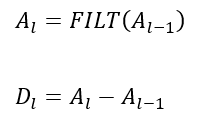 A_l = FILT(A_{l-1})
D_l = A_l − A_{l-1}